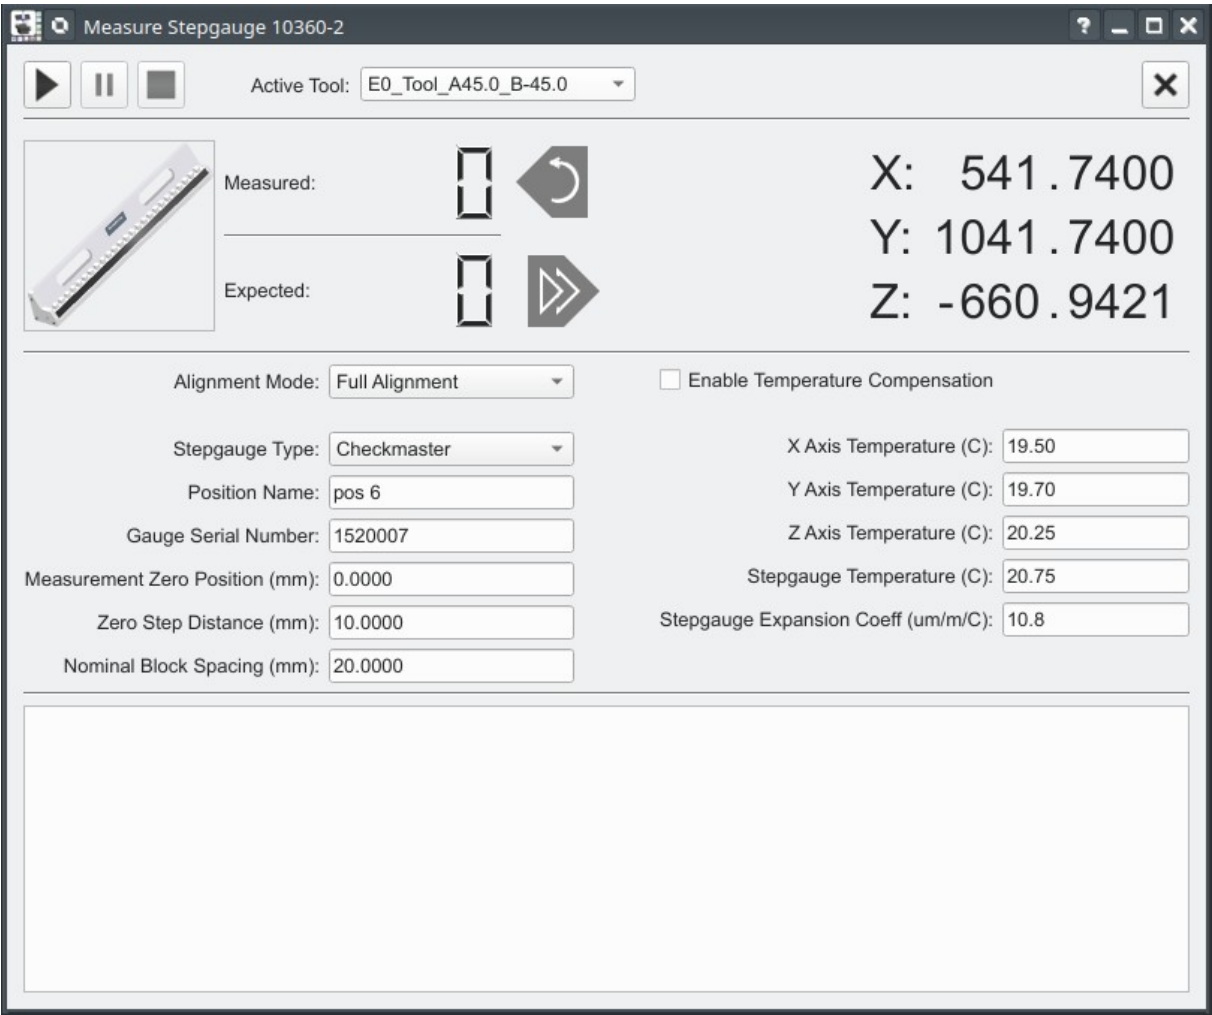 Measure Stepgauge 10360-2
Active Tool: E0_Tool_A45.0_B-45.0
Measured: 0
Expected: 0
X: 541.7400
Y: 1041.7400
Z: -660.9421
Alignment Mode: Full Alignment
Enable Temperature Compensation
Stepgauge Type: Checkmaster
Position Name: pos 6
Gauge Serial Number: 1520007
Measurement Zero Position (mm): 0.0000
Zero Step Distance (mm): 10.0000
Nominal Block Spacing (mm): 20.0000
X Axis Temperature (C): 19.50
Y Axis Temperature (C): 19.70
Z Axis Temperature (C): 20.25
Stepgauge Temperature (C): 20.75
Stepgauge Expansion Coeff (um/m/C): 10.8